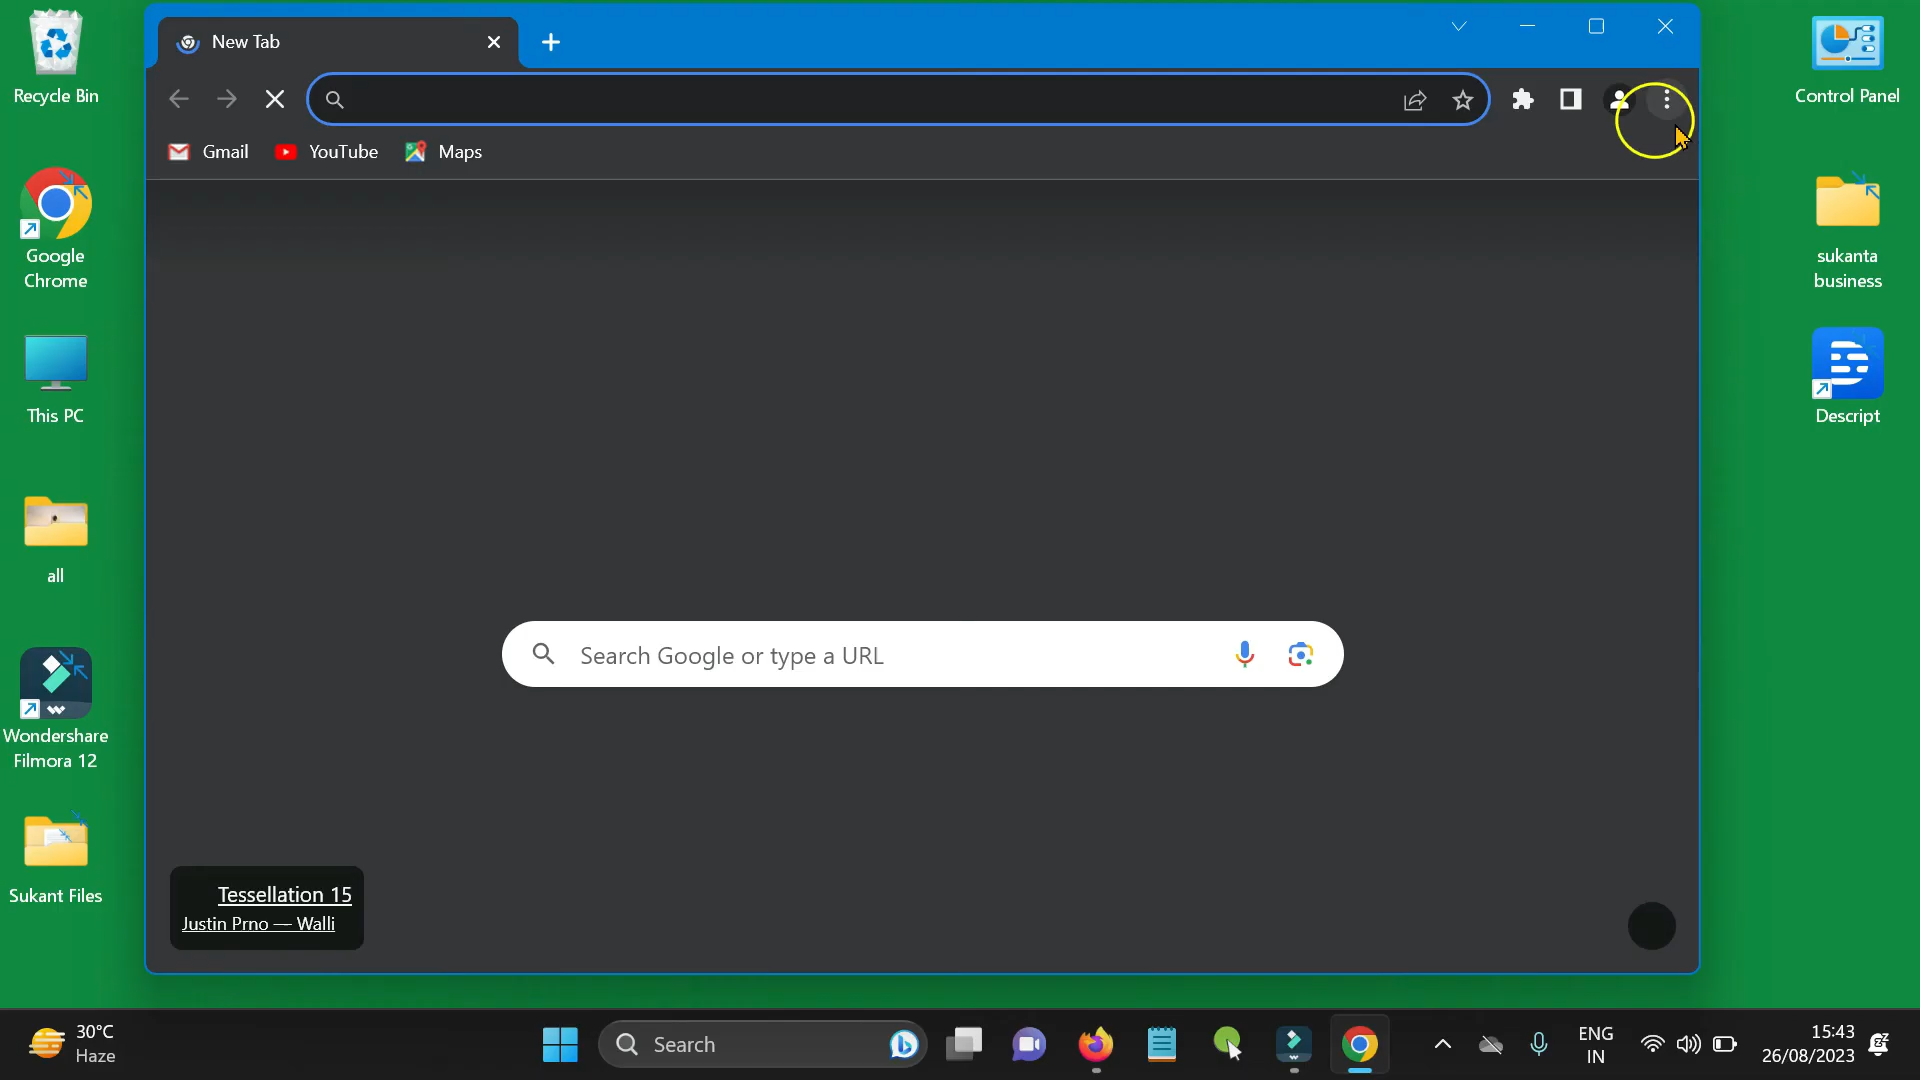 New Tab
Gmail
YouTube
Maps
Search Google or type a URL
Tessellation 15
Justin Prno — Walli
Recycle Bin
Google
Chrome
This PC
all
Wondershare
Filmora 12
Sukant Files
Control Panel
sukanta
business
Descript
30°C
Haze
Search
ENG
IN
15:43
26/08/2023